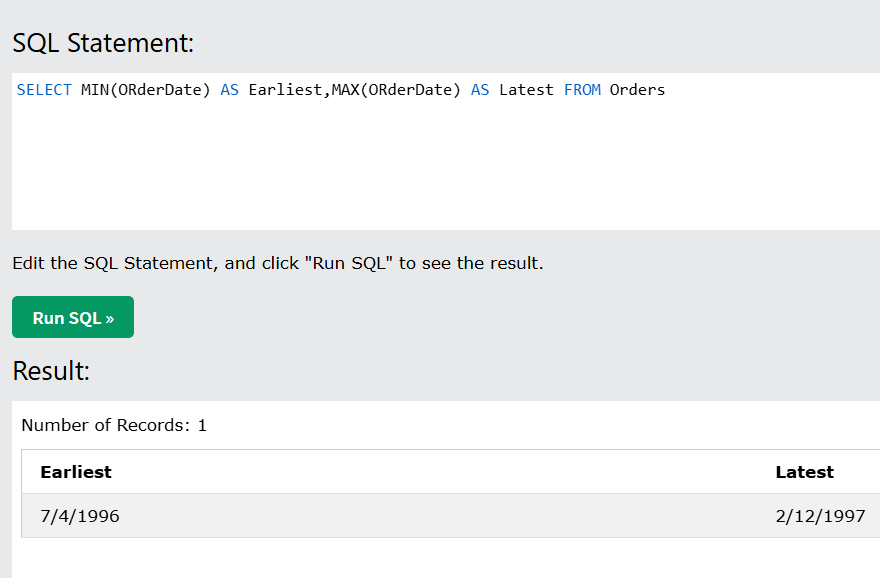 SQL Statement:
SELECT MIN(ORderDate) AS Earliest,MAX(ORderDate) AS Latest FROM Orders
Edit the SQL Statement, and click "Run SQL" to see the result.
Run SQL »
Result:
Number of Records: 1
Earliest Latest
7/4/1996 2/12/1997